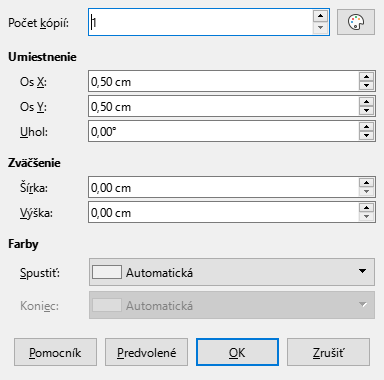 Počet kópií: 1
Umiestnenie
Os X: 0,50 cm
Os Y: 0,50 cm
Uhol: 0,00°
Zväčšenie
Šírka: 0,00 cm
Výška: 0,00 cm
Farby
Spustiť: Automatická
Koniec: Automatická
Pomocník Predvolené OK Zrušiť